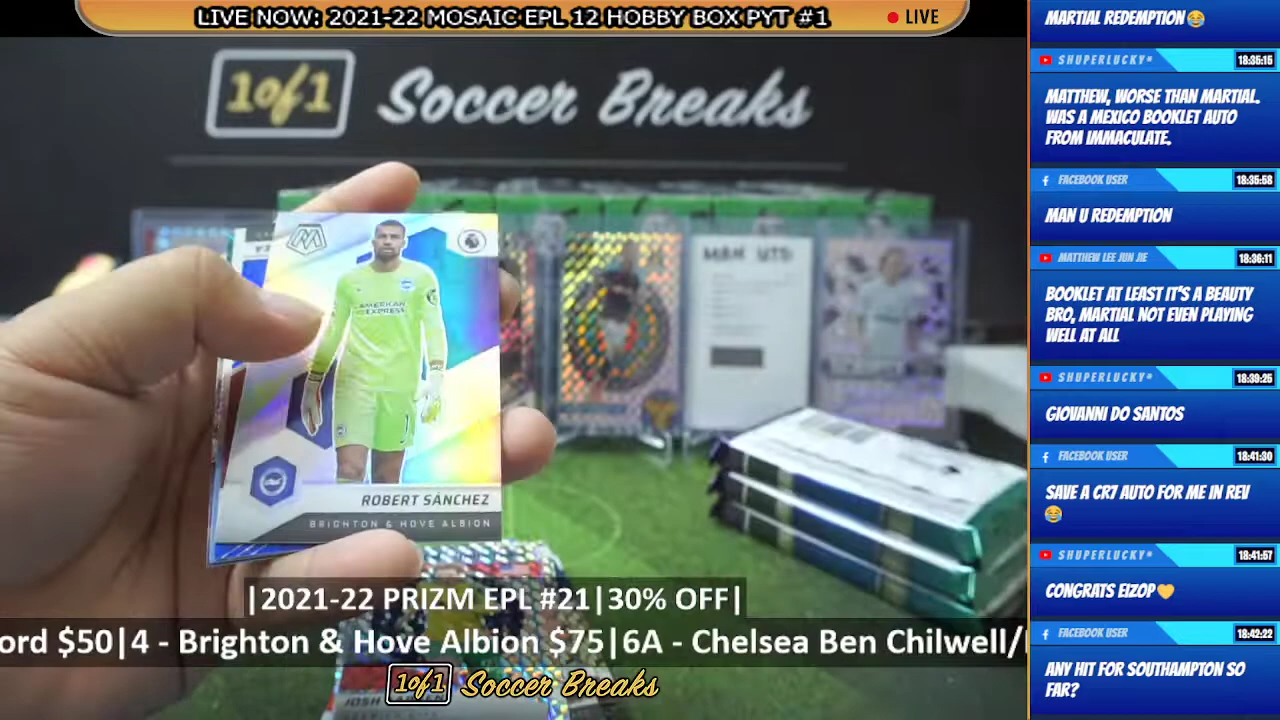 LIVE NOW: 2021-22 MOSAIC EPL 12 HOBBY BOX PYT #1
LIVE
1of1 Soccer Breaks
AMERICAN
EXPRESS
1
ROBERT SÁNCHEZ
BRIGHTON & HOVE ALBION
MAN UTD
|2021-22 PRIZM EPL #21|30% OFF|
ord $50|4 - Brighton & Hove Albion $75|6A - Chelsea Ben Chilwell/
1of1 Soccer Breaks
JOSH
MARTIAL REDEMPTION😂
SHUPERLUCKY* 18:35:15
MATTHEW, WORSE THAN MARTIAL.
WAS A MEXICO BOOKLET AUTO
FROM IMMACULATE.
FACEBOOK USER 18:35:58
MAN U REDEMPTION
MATTHEW LEE JUN JIE 18:36:11
BOOKLET AT LEAST IT'S A BEAUTY
BRO, MARTIAL NOT EVEN PLAYING
WELL AT ALL
SHUPERLUCKY* 18:39:25
GIOVANNI DO SANTOS
FACEBOOK USER 18:41:30
SAVE A CR7 AUTO FOR ME IN REV
😂
SHUPERLUCKY* 18:41:57
CONGRATS EIZOP💛
FACEBOOK USER 18:42:22
ANY HIT FOR SOUTHAMPTON SO
FAR?